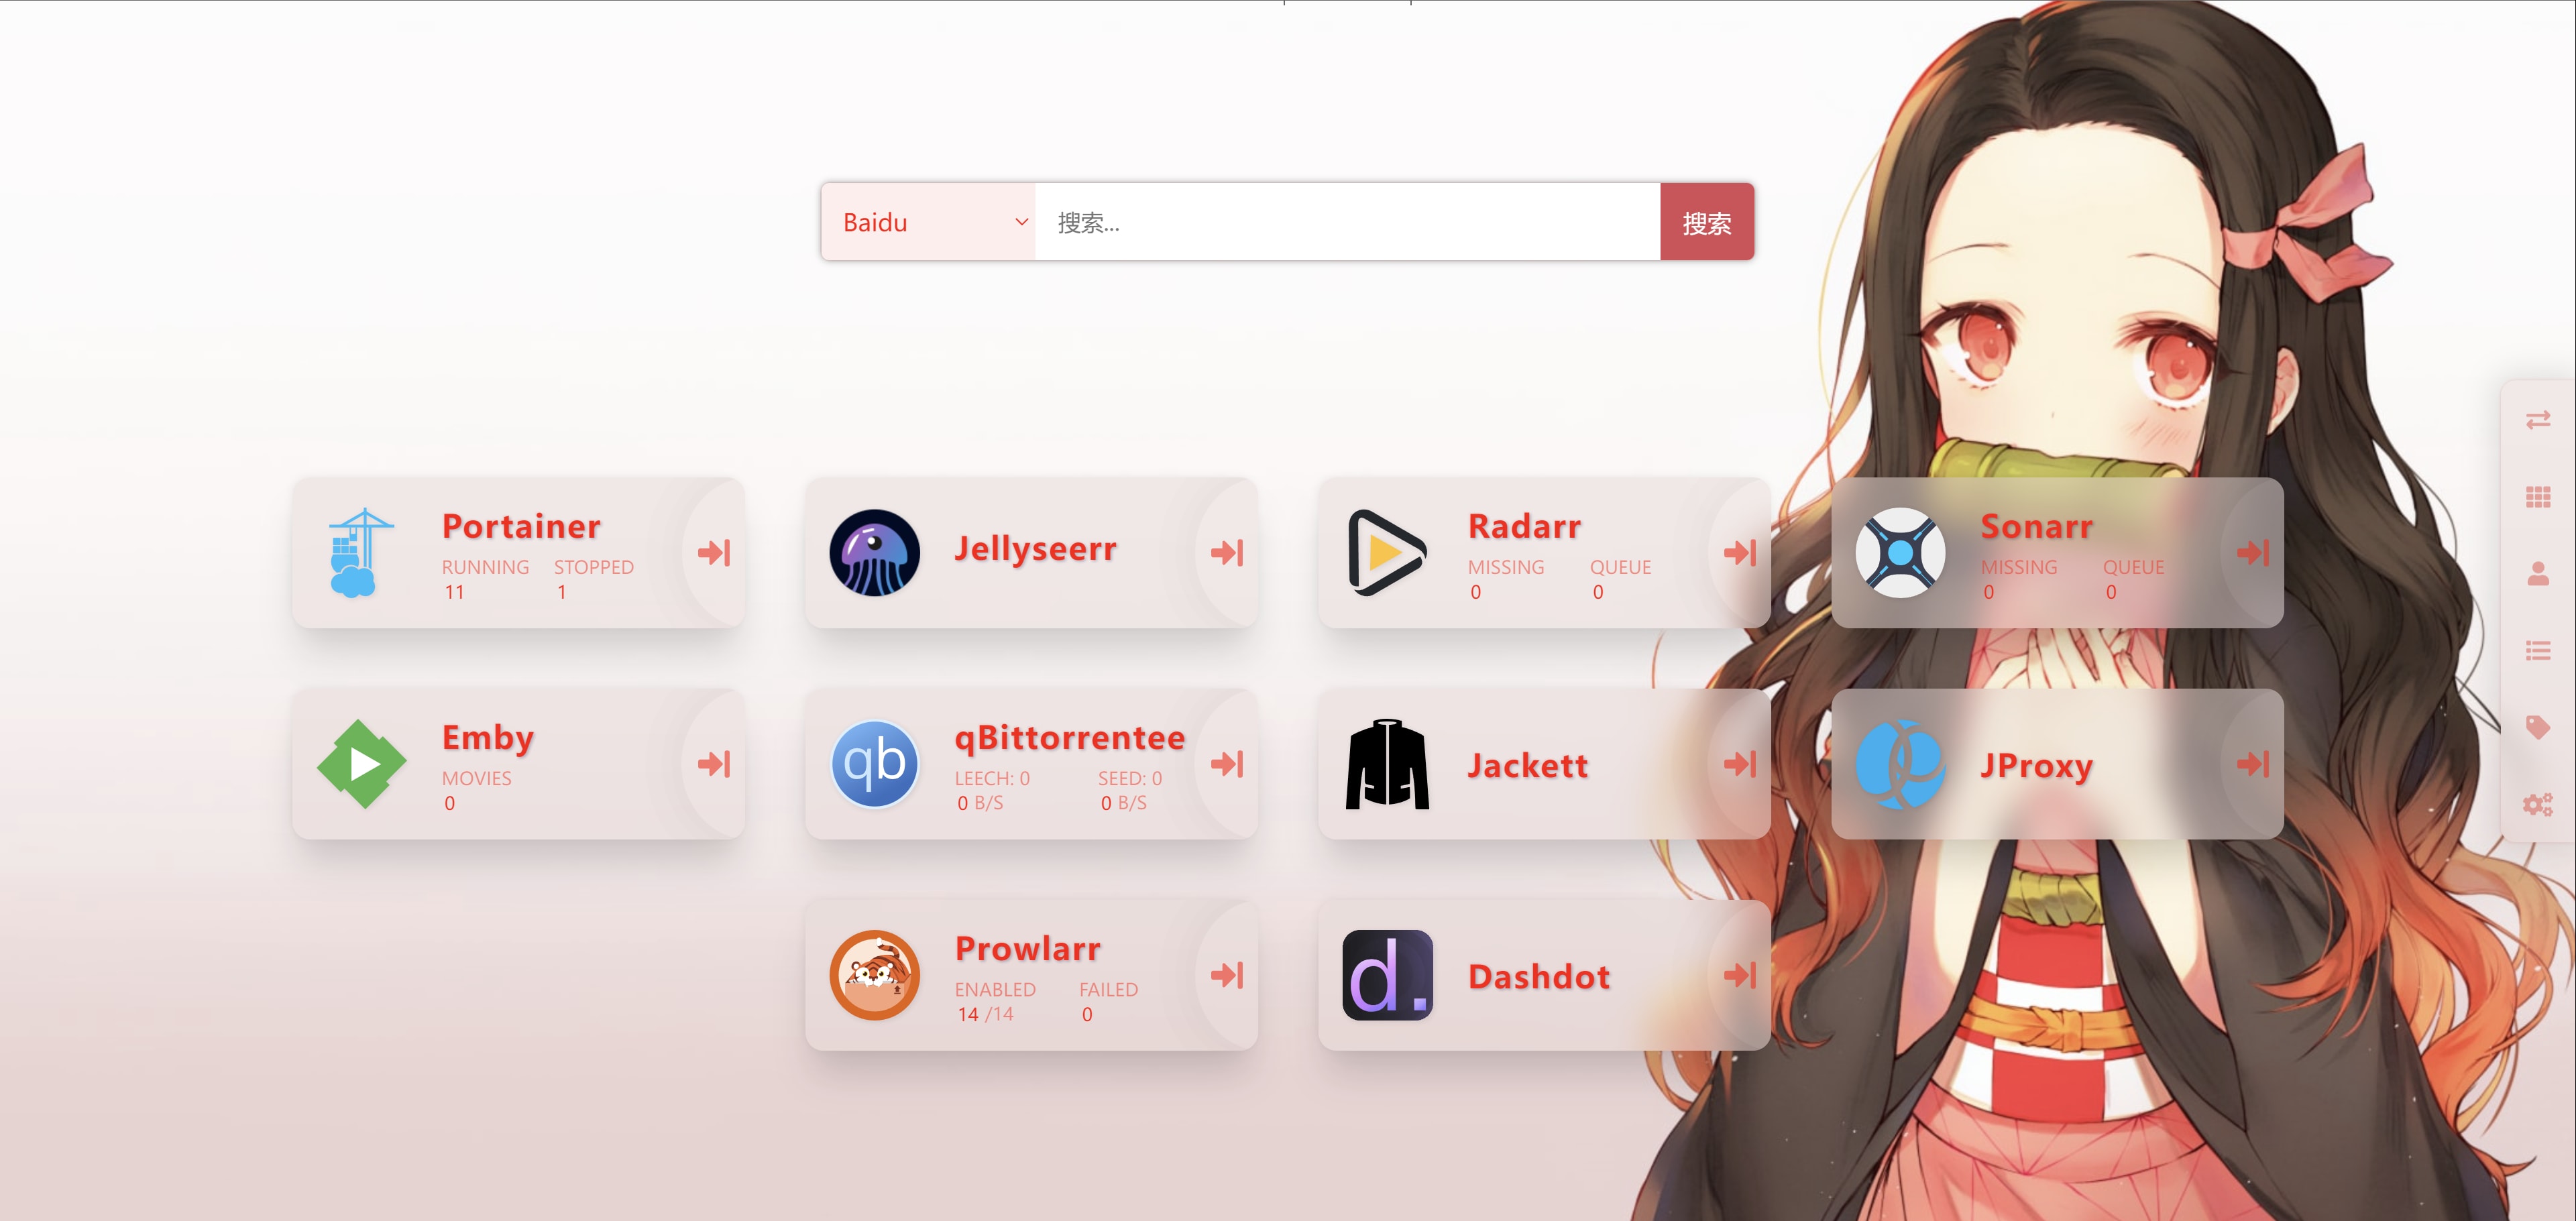 Baidu 搜索... 搜索
Portainer
RUNNING STOPPED
11 1
Jellyseerr
Radarr
MISSING QUEUE
0 0
Sonarr
MISSING QUEUE
0 0
Emby
MOVIES
0
qb
qBittorrentee
LEECH: 0 SEED: 0
0 B/S 0 B/S
Jackett
JProxy
Prowlarr
ENABLED FAILED
14 /14 0
d.
Dashdot